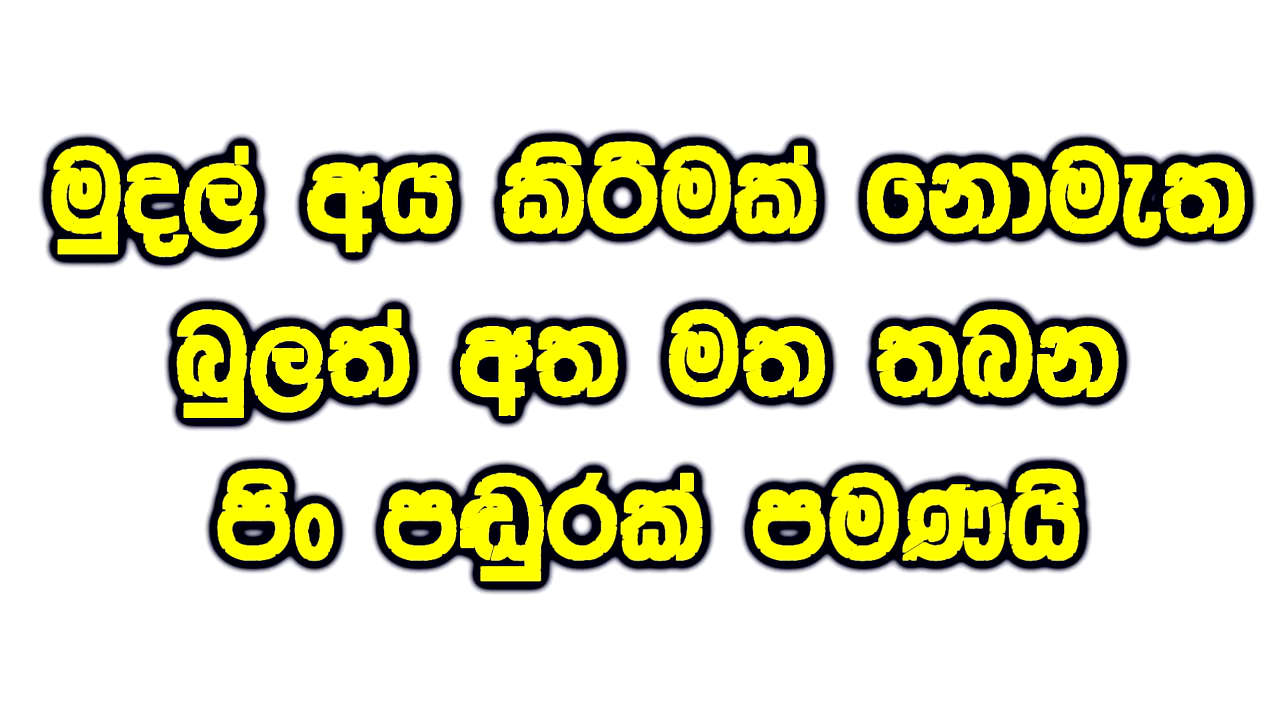 මුදල් අය කිරිමක් නොමැත
බුලත් අත මත තබන
පිං පඬුරක් පමණයි